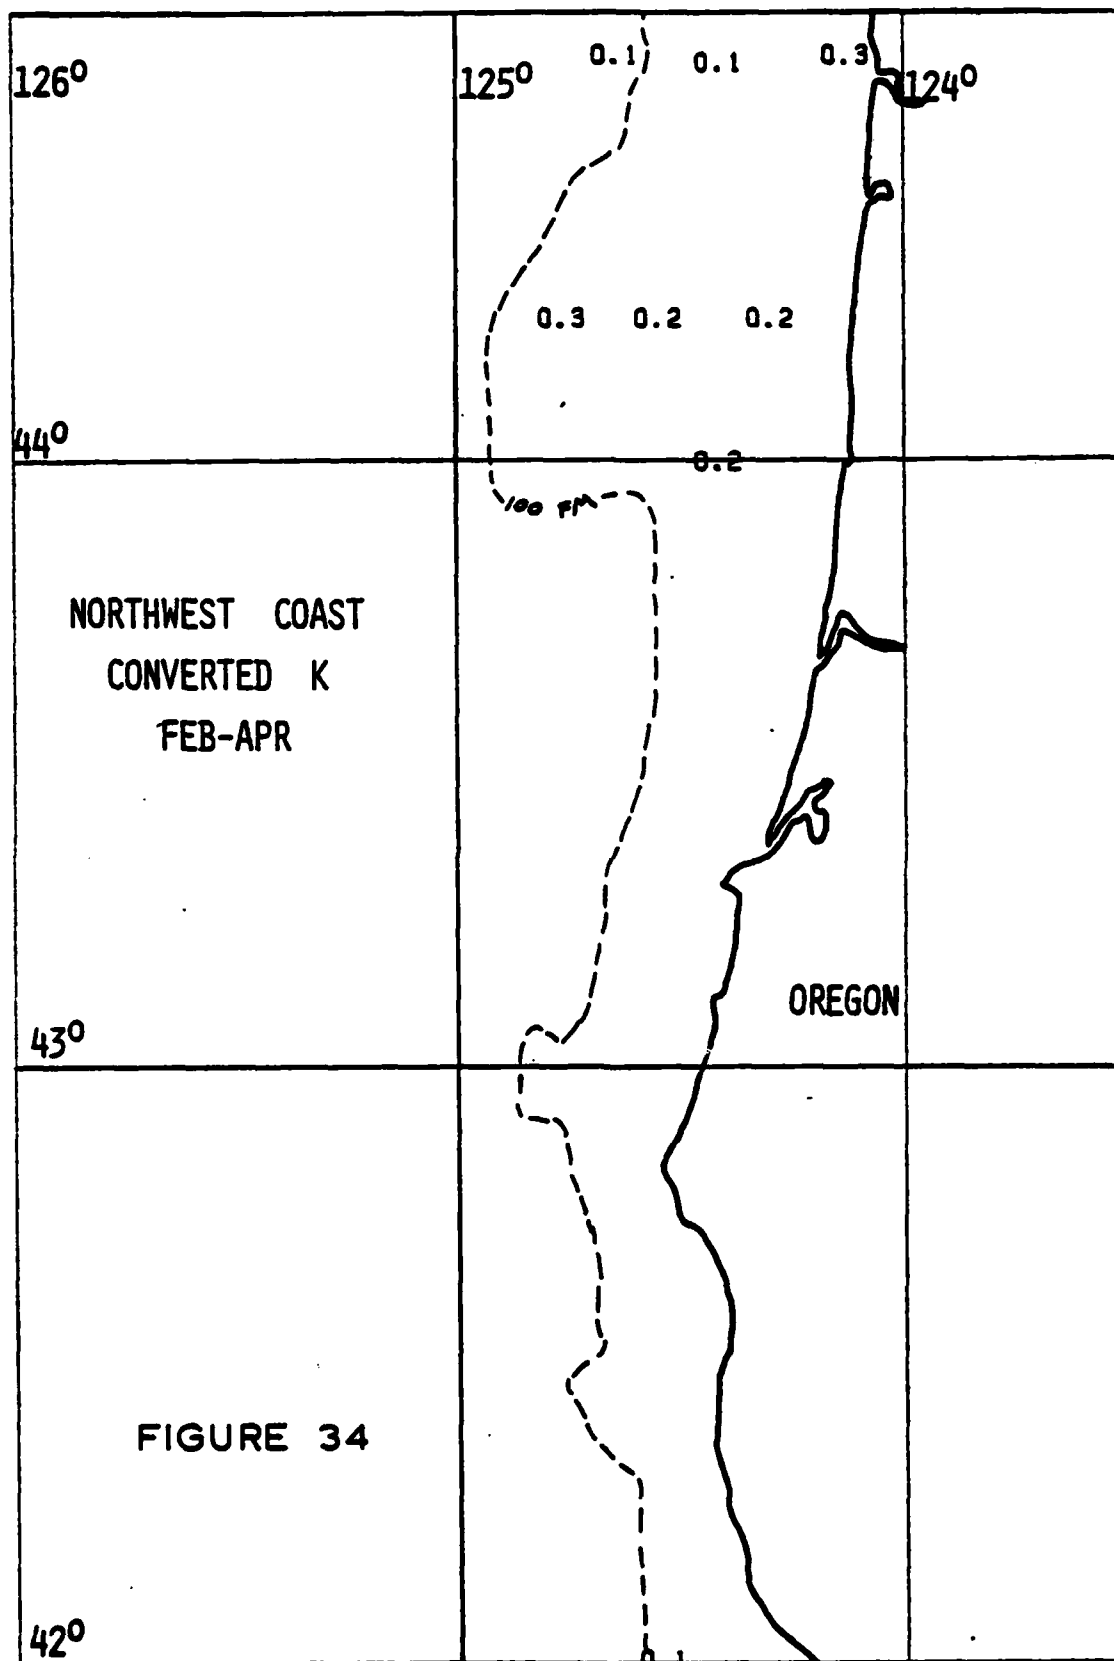 0.1 0.1 0.3
126° 125° 124°
0.3 0.2 0.2
44°
0.2
100 FM
NORTHWEST COAST
CONVERTED K
FEB-APR
OREGON
43°
FIGURE 34
42°